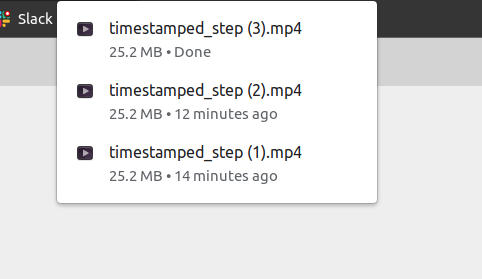 Slack
timestamped_step (3).mp4
25.2 MB • Done
timestamped_step (2).mp4
25.2 MB • 12 minutes ago
timestamped_step (1).mp4
25.2 MB • 14 minutes ago